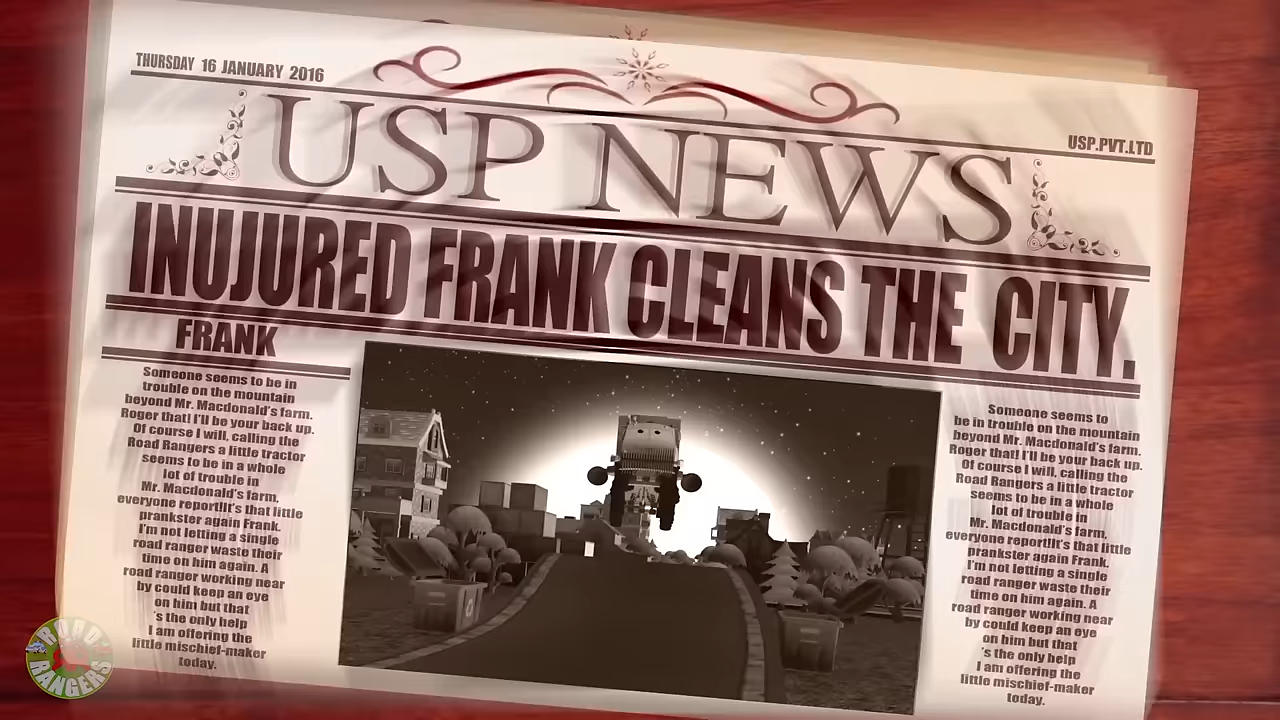 THURSDAY 16 JANUARY 2016
USP.PVT.LTD
USP NEWS
INUJURED FRANK CLEANS THE CITY.
FRANK
Someone seems to be in
trouble on the mountain
beyond Mr. Macdonald's farm.
Roger that! I'll be your back up.
Of course I will, calling the
Road Rangers a little tractor
seems to be in a whole
lot of trouble in
Mr. Macdonald's farm,
everyone report!It's that little
prankster again Frank.
I'm not letting a single
road ranger waste their
time on him again. A
road ranger working near
by could keep an eye
on him but that
's the only help
I am offering the
little mischief-maker
today.
Someone seems to
be in trouble on the mountain
beyond Mr. Macdonald's farm.
Roger that! I'll be your back up.
Of course I will, calling the
Road Rangers a little tractor
seems to be in a whole
lot of trouble in
Mr. Macdonald's farm,
everyone report!It's that little
prankster again Frank.
I'm not letting a single
road ranger waste their
time on him again. A
road ranger working near
by could keep an eye
on him but that
's the only help
I am offering the
little mischief-maker
today.
ROAD
RANGERS